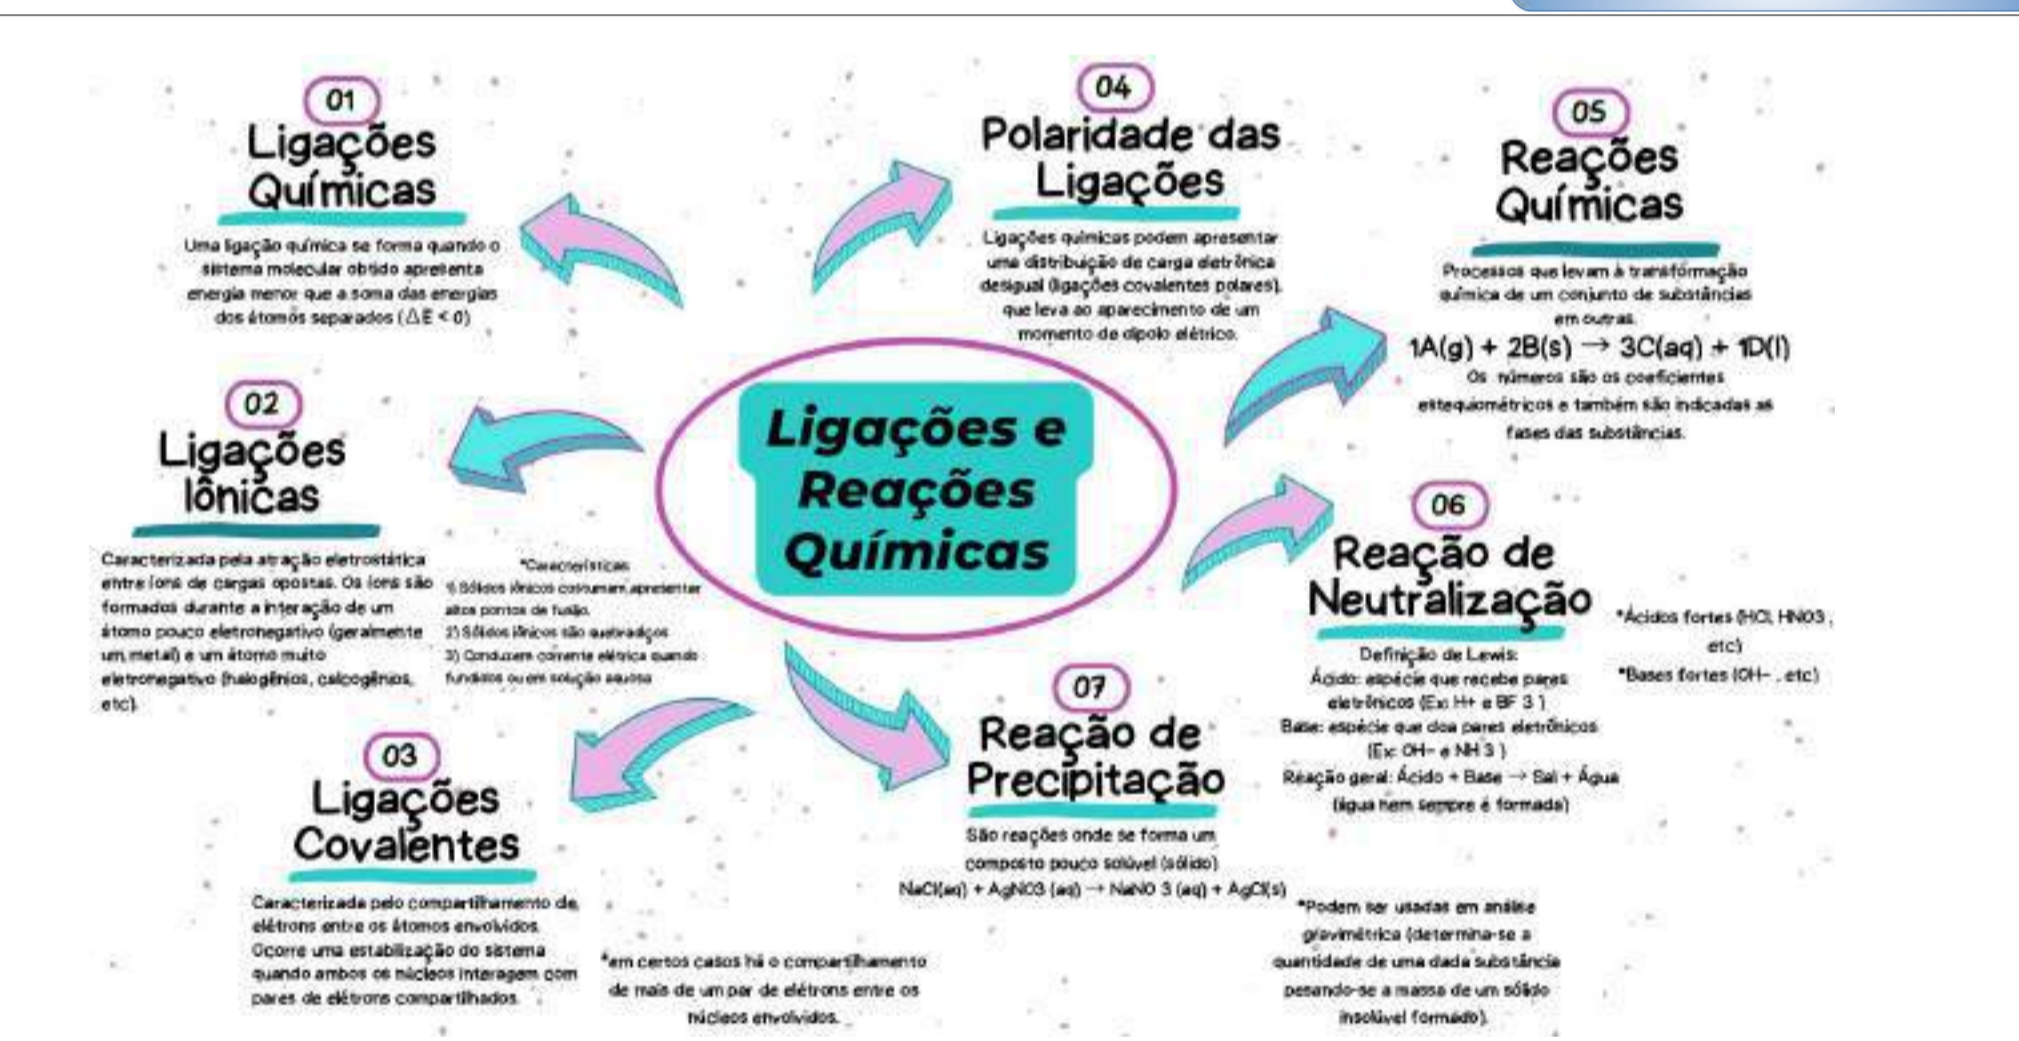 01
Ligações
Químicas
Uma ligação química se forma quando o
sistema molecular obtido apresenta
energia menor que a soma das energias
dos átomos separados (△E < 0)
02
Ligações
Iônicas
Caracterizada pela atração eletrostática
entre íons de cargas opostas. Os íons são
formados durante a interação de um
átomo pouco eletronegativo (geralmente
um metal) e um átomo muito
eletronegativo (halogênios, calcogênios,
etc).
*Características:
1) Sólidos iônicos costumam apresentar
altos pontos de fusão.
2) Sólidos iônicos são quebradiços
3) Conduzem corrente elétrica quando
fundidos ou em solução aquosa
03
Ligações
Covalentes
Caracterizada pelo compartilhamento de
elétrons entre os átomos envolvidos.
Ocorre uma estabilização do sistema
quando ambos os núcleos interagem com
pares de elétrons compartilhados.
*em certos casos há o compartilhamento
de mais de um par de elétrons entre os
núcleos envolvidos.
Ligações e
Reações
Químicas
04
Polaridade das
Ligações
Ligações químicas podem apresentar
uma distribuição de carga eletrônica
desigual (ligações covalentes polares),
que leva ao aparecimento de um
momento de dipolo elétrico.
05
Reações
Químicas
Processos que levam à transformação
química de um conjunto de substâncias
em outras.
1A(g) + 2B(s) → 3C(aq) + 1D(l)
Os números são os coeficientes
estequiométricos e também são indicadas as
fases das substâncias.
06
Reação de
Neutralização
Definição de Lewis:
Ácido: espécie que recebe pares
eletrônicos (Ex: H+ e BF 3 )
Base: espécie que doa pares eletrônicos
(Ex: OH- e NH 3 )
Reação geral: Ácido + Base → Sal + Água
(água nem sempre é formada)
*Ácidos fortes (HCl, HNO3 ,
etc)
*Bases fortes (OH- , etc)
07
Reação de
Precipitação
São reações onde se forma um
composto pouco solúvel (sólido)
NaCl(aq) + AgNO3 (aq) → NaNO 3 (aq) + AgCl(s)
*Podem ser usadas em análise
gravimétrica (determina-se a
quantidade de uma dada substância
pesando-se a massa de um sólido
insolúvel formado).